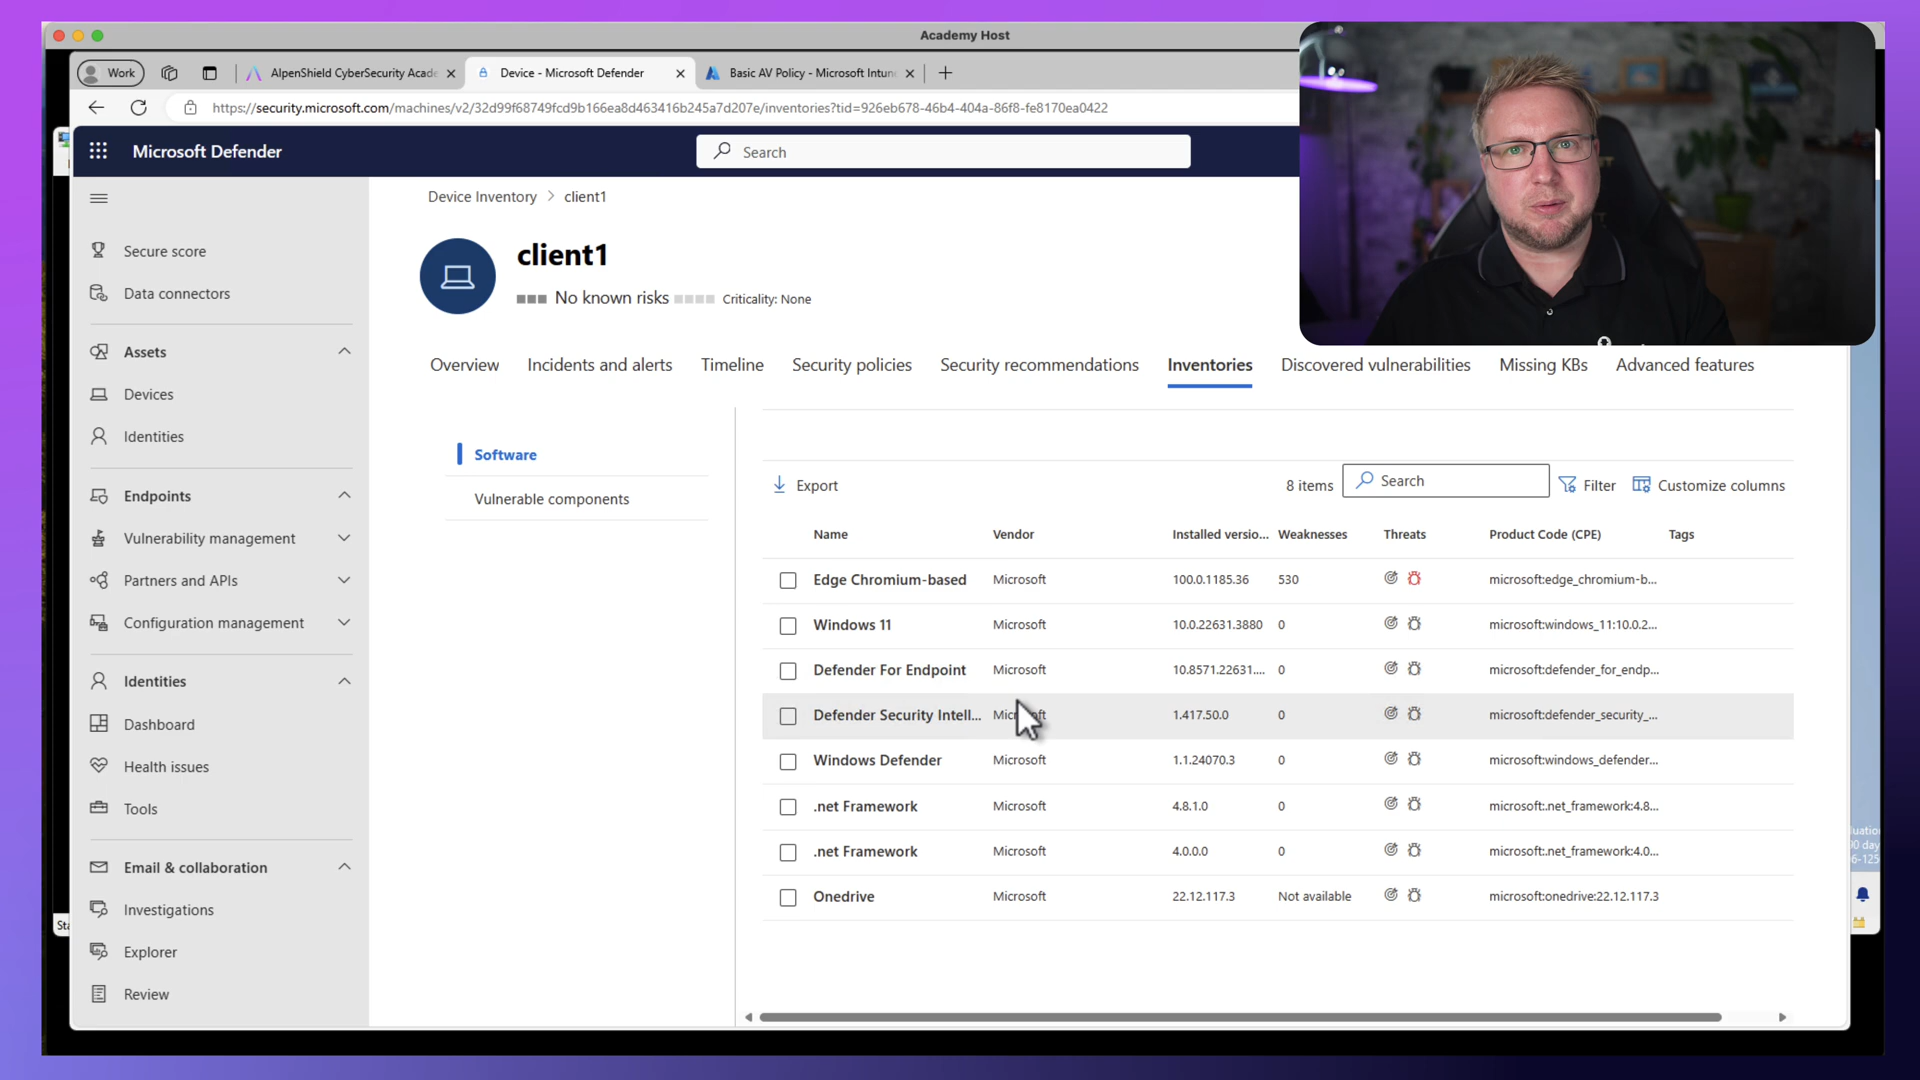 Academy Host
Work
AlpenShield CyberSecurity Acade
Device - Microsoft Defender
Basic AV Policy - Microsoft Intun
https://security.microsoft.com/machines/v2/32d99f68749fcd9b166ea8d463416b245a7d207e/inventories?tid=926eb678-46b4-404a-86f8-fe8170ea0422
Microsoft Defender
Search
Secure score
Data connectors
Assets
Devices
Identities
Endpoints
Vulnerability management
Partners and APIs
Configuration management
Identities
Dashboard
Health issues
Tools
Email & collaboration
Investigations
Explorer
Review
Device Inventory > client1
client1
No known risks Criticality: None
Overview Incidents and alerts Timeline Security policies Security recommendations Inventories Discovered vulnerabilities Missing KBs Advanced features
Software
Vulnerable components
Export 8 items Search Filter Customize columns
Name Vendor Installed versio... Weaknesses Threats Product Code (CPE) Tags
Edge Chromium-based Microsoft 100.0.1185.36 530 microsoft:edge_chromium-b...
Windows 11 Microsoft 10.0.22631.3880 0 microsoft:windows_11:10.0.2...
Defender For Endpoint Microsoft 10.8571.22631.... 0 microsoft:defender_for_endp...
Defender Security Intell... Microsoft 1.417.50.0 0 microsoft:defender_security_...
Windows Defender Microsoft 1.1.24070.3 0 microsoft:windows_defender...
.net Framework Microsoft 4.8.1.0 0 microsoft:.net_framework:4.8...
.net Framework Microsoft 4.0.0.0 0 microsoft:.net_framework:4.0...
Onedrive Microsoft 22.12.117.3 Not available microsoft:onedrive:22.12.117.3